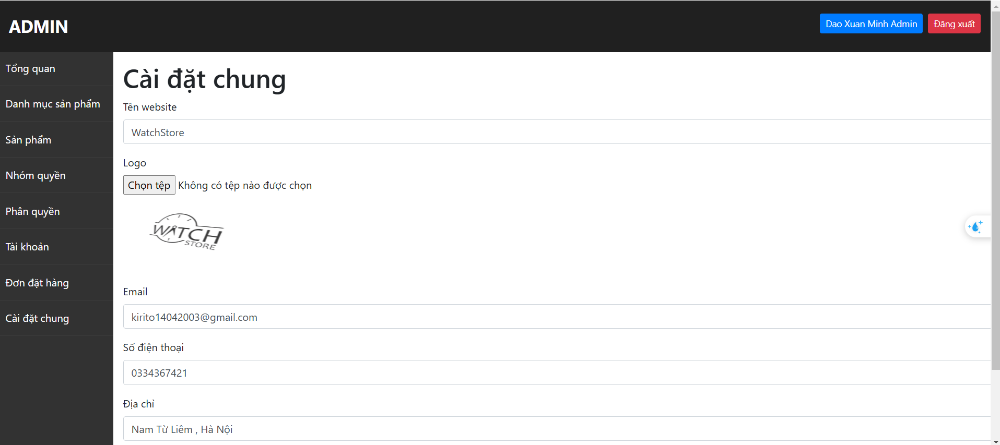 ADMIN
Dao Xuan Minh Admin
Đăng xuất
Tổng quan
Danh mục sản phẩm
Sản phẩm
Nhóm quyền
Phân quyền
Tài khoản
Đơn đặt hàng
Cài đặt chung
Cài đặt chung
Tên website
WatchStore
Logo
Chọn tệp Không có tệp nào được chọn
WATCH
STORE
Email
kirito14042003@gmail.com
Số điện thoại
0334367421
Địa chỉ
Nam Từ Liêm , Hà Nội